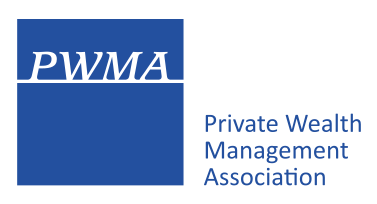 PWMA
Private Wealth
Management
Association